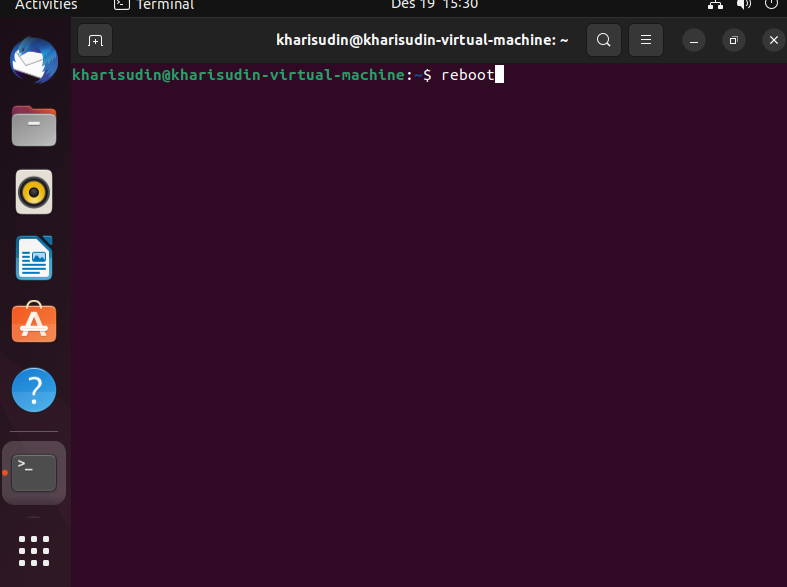 Activities Terminal Des 19 15:30
kharisudin@kharisudin-virtual-machine: ~
kharisudin@kharisudin-virtual-machine:~$ reboot